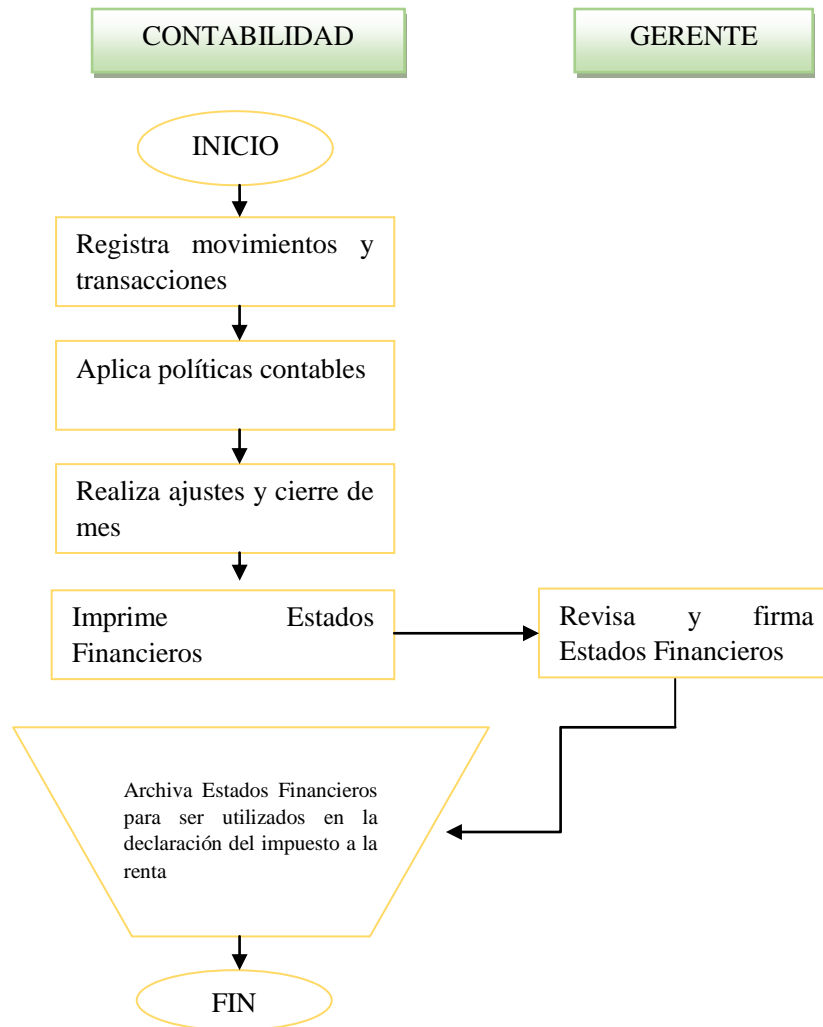 CONTABILIDAD
GERENTE
INICIO
Registra movimientos y
transacciones
Aplica políticas contables
Realiza ajustes y cierre de
mes
Imprime Estados
Financieros
Revisa y firma
Estados Financieros
Archiva Estados Financieros
para ser utilizados en la
declaración del impuesto a la
renta
FIN